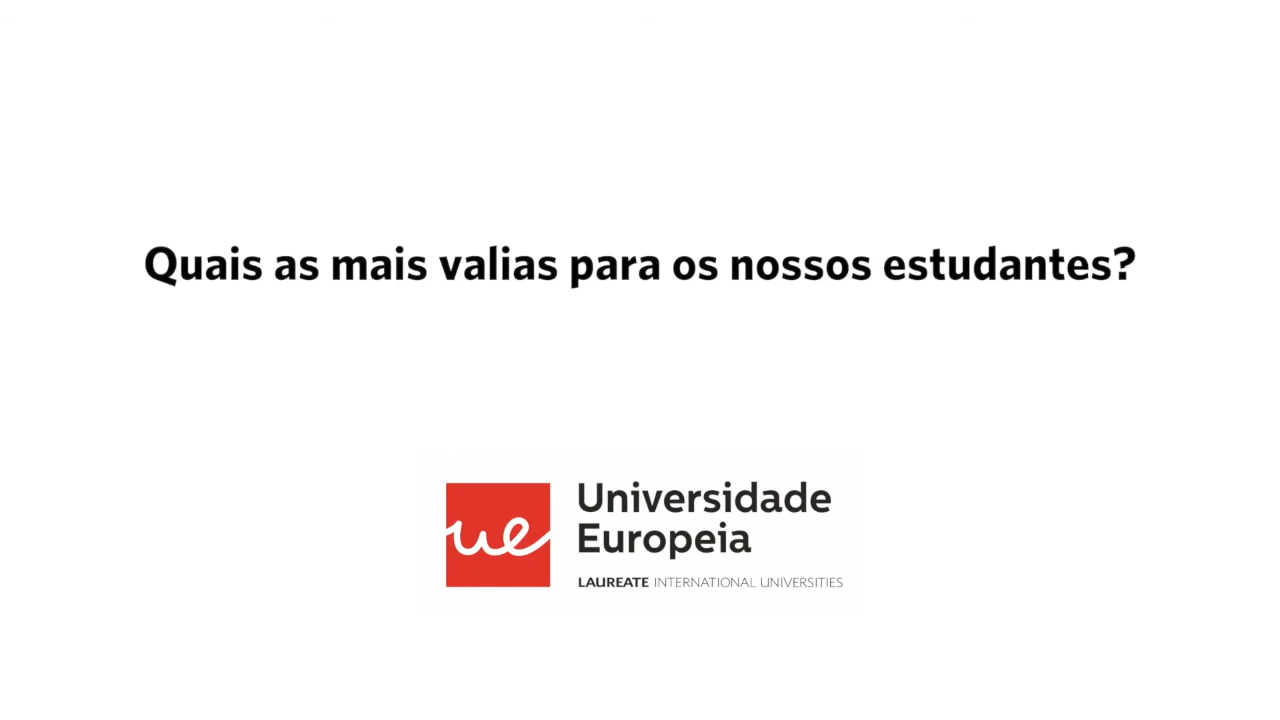 Quais as mais valias para os nossos estudantes?
ue
Universidade
Europeia
LAUREATE INTERNATIONAL UNIVERSITIES